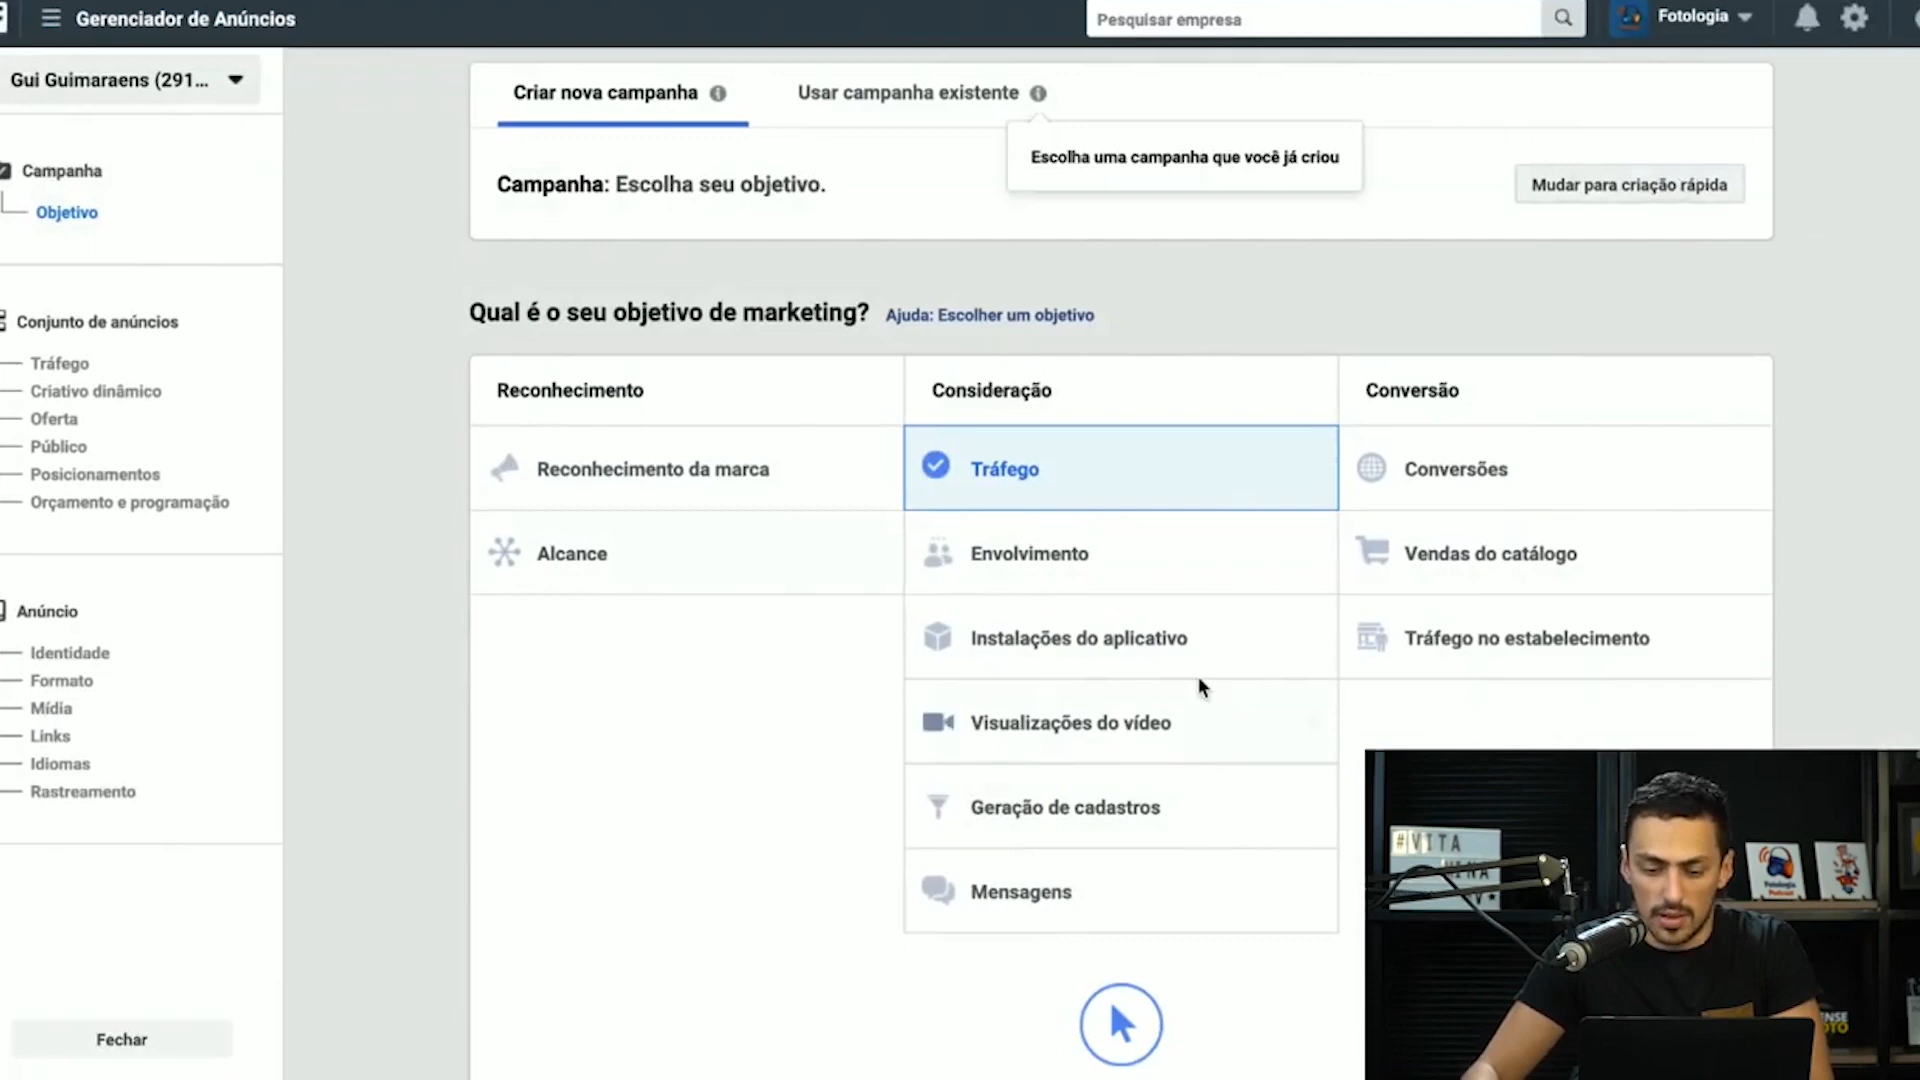 Gerenciador de Anúncios
Pesquisar empresa
Fotologia
Gui Guimaraens (291...
Criar nova campanha
Usar campanha existente
Escolha uma campanha que você já criou
Campanha: Escolha seu objetivo.
Mudar para criação rápida
Campanha
Objetivo
Conjunto de anúncios
Tráfego
Criativo dinâmico
Oferta
Público
Posicionamentos
Orçamento e programação
Anúncio
Identidade
Formato
Mídia
Links
Idiomas
Rastreamento
Fechar
Qual é o seu objetivo de marketing? Ajuda: Escolher um objetivo
Reconhecimento
Consideração
Conversão
Reconhecimento da marca
Tráfego
Conversões
Alcance
Envolvimento
Vendas do catálogo
Instalações do aplicativo
Tráfego no estabelecimento
Visualizações do vídeo
Geração de cadastros
Mensagens
#VITA
Fotologia
Podcast